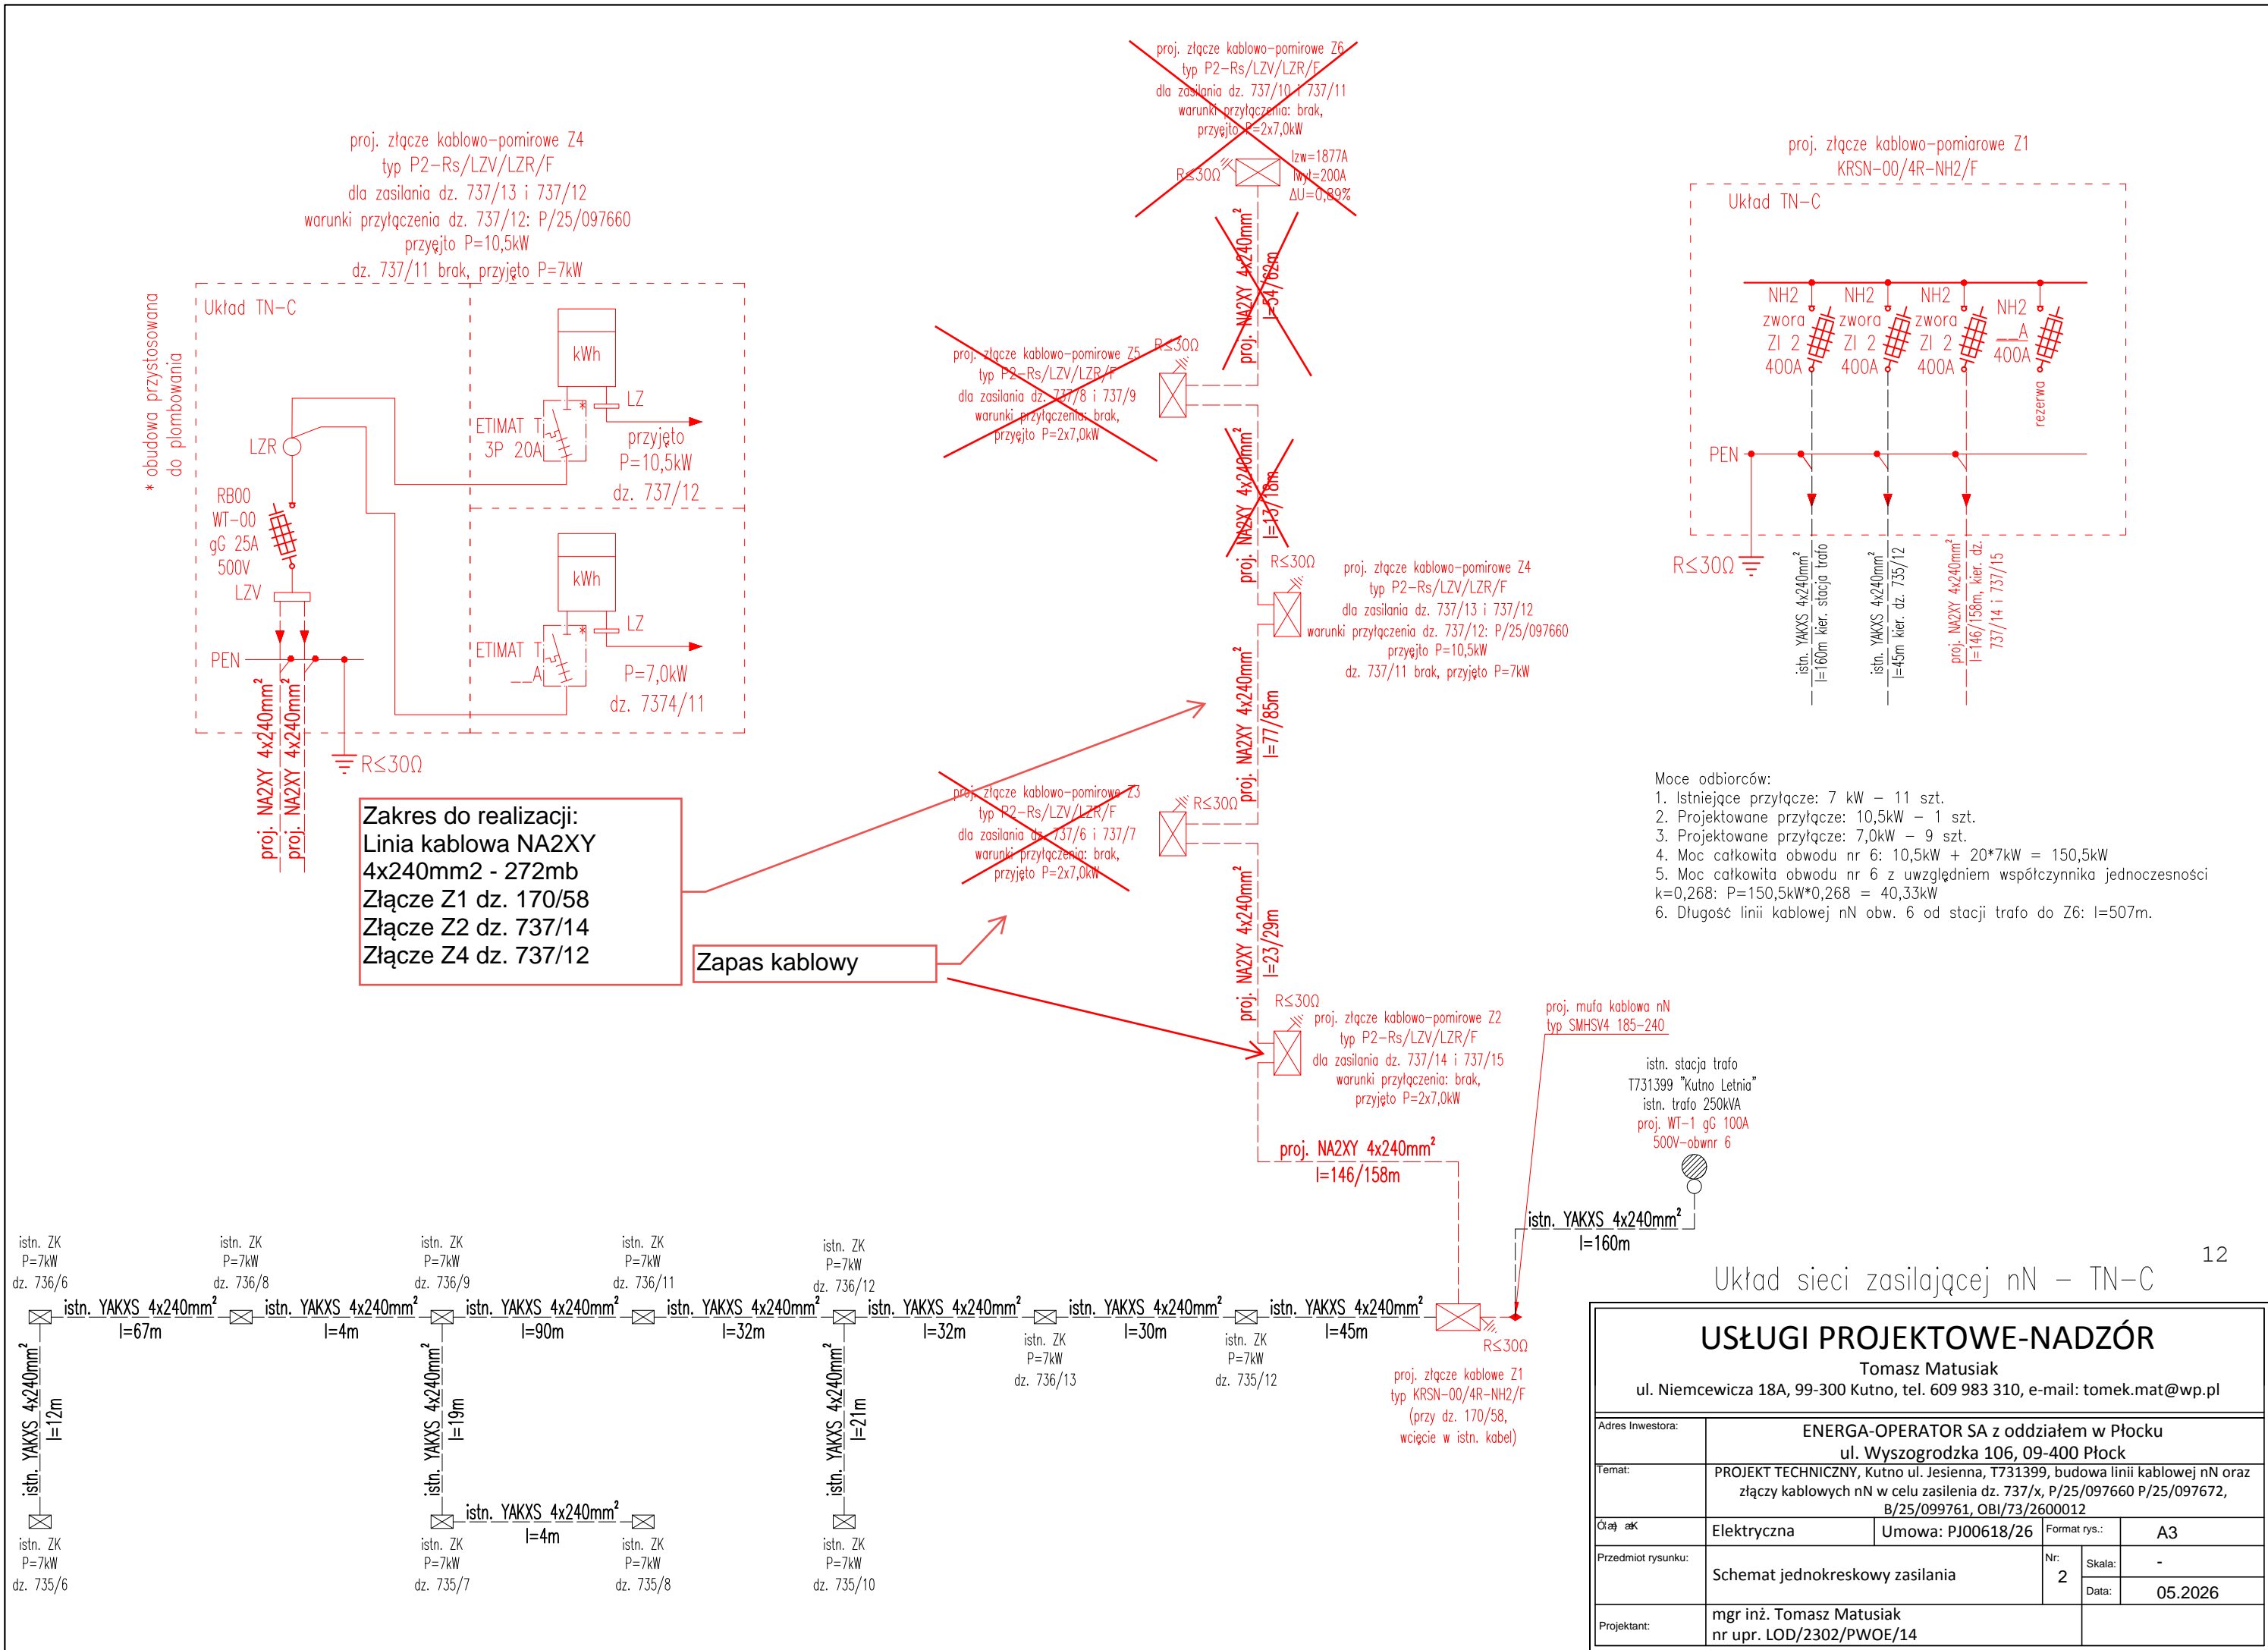 proj. złącze kablowo-pomirowe Z6
typ P2-Rs/LZV/LZR/F
dla zasilania dz. 737/10 i 737/11
warunki przyłączenia: brak,
przyęjto P=2x7,0kW
R≤30Ω
Izw=1877A
Iwył=200A
ΔU=0,89%
proj. NA2XY 4x240mm²
l=54/62m
proj. złącze kablowo-pomirowe Z5
typ P2-Rs/LZV/LZR/F
dla zasilania dz. 737/8 i 737/9
warunki przyłączenia: brak,
przyęjto P=2x7,0kW
R≤30Ω
proj. NA2XY 4x240mm²
l=13/18m
R≤30Ω
proj. złącze kablowo-pomirowe Z4
typ P2-Rs/LZV/LZR/F
dla zasilania dz. 737/13 i 737/12
warunki przyłączenia dz. 737/12: P/25/097660
przyęjto P=10,5kW
dz. 737/11 brak, przyjęto P=7kW
proj. NA2XY 4x240mm²
l=77/85m
proj. złącze kablowo-pomirowe Z3
typ P2-Rs/LZV/LZR/F
dla zasilania dz. 737/6 i 737/7
warunki przyłączenia: brak,
przyjęto P=2x7,0kW
R≤30Ω
proj. NA2XY 4x240mm²
l=23/29m
R≤30Ω
proj. złącze kablowo-pomirowe Z2
typ P2-Rs/LZV/LZR/F
dla zasilania dz. 737/14 i 737/15
warunki przyłączenia: brak,
przyjęto P=2x7,0kW
proj. NA2XY 4x240mm²
l=146/158m
proj. złącze kablowo-pomirowe Z4
typ P2-Rs/LZV/LZR/F
dla zasilania dz. 737/13 i 737/12
warunki przyłączenia dz. 737/12: P/25/097660
przyęjto P=10,5kW
dz. 737/11 brak, przyjęto P=7kW
* obudowa przystosowana
do plombowania
Układ TN-C
LZR
RB00
WT-00
gG 25A
500V
LZV
PEN
kWh
LZ
*
ETIMAT T
3P 20A
przyjęto
P=10,5kW
dz. 737/12
kWh
LZ
*
ETIMAT T
__A
P=7,0kW
dz. 7374/11
proj. NA2XY 4x240mm²
proj. NA2XY 4x240mm²
R≤30Ω
Zakres do realizacji:
Linia kablowa NA2XY
4x240mm2 - 272mb
Złącze Z1 dz. 170/58
Złącze Z2 dz. 737/14
Złącze Z4 dz. 737/12
Zapas kablowy
proj. złącze kablowo-pomiarowe Z1
KRSN-00/4R-NH2/F
Układ TN-C
NH2
zwora
ZI 2
400A
NH2
zwora
ZI 2
400A
NH2
zwora
ZI 2
400A
NH2
__A
400A
rezerwa
PEN
R≤30Ω
istn. YAKXS 4x240mm²
l=160m kier. stacja trafo
istn. YAKXS 4x240mm²
l=45m kier. dz. 735/12
proj. NA2XY 4x240mm²
l=146/158m, kier. dz.
737/14 i 737/15
Moce odbiorców:
1. Istniejące przyłącze: 7 kW - 11 szt.
2. Projektowane przyłącze: 10,5kW - 1 szt.
3. Projektowane przyłącze: 7,0kW - 9 szt.
4. Moc całkowita obwodu nr 6: 10,5kW + 20*7kW = 150,5kW
5. Moc całkowita obwodu nr 6 z uwzględniem współczynnika jednoczesności
k=0,268: P=150,5kW*0,268 = 40,33kW
6. Długość linii kablowej nN obw. 6 od stacji trafo do Z6: l=507m.
proj. mufa kablowa nN
typ SMHSV4 185-240
istn. stacja trafo
T731399 "Kutno Letnia"
istn. trafo 250kVA
proj. WT-1 gG 100A
500V-obwnr 6
istn. YAKXS 4x240mm²
l=160m
istn. ZK
P=7kW
dz. 736/6
istn. YAKXS 4x240mm²
l=67m
istn. ZK
P=7kW
dz. 736/8
istn. YAKXS 4x240mm²
l=4m
istn. ZK
P=7kW
dz. 736/9
istn. YAKXS 4x240mm²
l=90m
istn. ZK
P=7kW
dz. 736/11
istn. YAKXS 4x240mm²
l=32m
istn. ZK
P=7kW
dz. 736/12
istn. YAKXS 4x240mm²
l=32m
istn. ZK
P=7kW
dz. 736/13
istn. YAKXS 4x240mm²
l=30m
istn. ZK
P=7kW
dz. 735/12
istn. YAKXS 4x240mm²
l=45m
R≤30Ω
proj. złącze kablowe Z1
typ KRSN-00/4R-NH2/F
(przy dz. 170/58,
wcięcie w istn. kabel)
istn. YAKXS 4x240mm²
l=12m
istn. ZK
P=7kW
dz. 735/6
istn. YAKXS 4x240mm²
l=19m
istn. ZK
P=7kW
dz. 735/7
istn. YAKXS 4x240mm²
l=4m
istn. ZK
P=7kW
dz. 735/8
istn. YAKXS 4x240mm²
l=21m
istn. ZK
P=7kW
dz. 735/10
12
Układ sieci zasilającej nN - TN-C
USŁUGI PROJEKTOWE-NADZÓR
Tomasz Matusiak
ul. Niemcewicza 18A, 99-300 Kutno, tel. 609 983 310, e-mail: tomek.mat@wp.pl
Adres Inwestora:
ENERGA-OPERATOR SA z oddziałem w Płocku
ul. Wyszogrodzka 106, 09-400 Płock
Temat:
PROJEKT TECHNICZNY, Kutno ul. Jesienna, T731399, budowa linii kablowej nN oraz
złączy kablowych nN w celu zasilenia dz. 737/x, P/25/097660 P/25/097672,
B/25/099761, OBI/73/2600012
Elektryczna
Umowa: PJ00618/26
Format rys.:
A3
Przedmiot rysunku:
Schemat jednokreskowy zasilania
Nr:
2
Skala:
-
Data:
05.2026
Projektant:
mgr inż. Tomasz Matusiak
nr upr. LOD/2302/PWOE/14